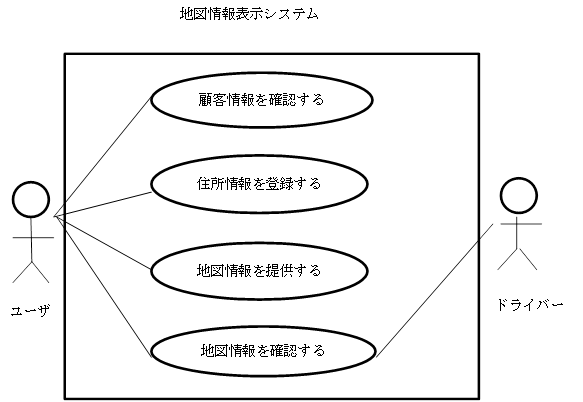 地図情報表示システム
顧客情報を確認する
住所情報を登録する
地図情報を提供する
地図情報を確認する
ユーザ
ドライバー